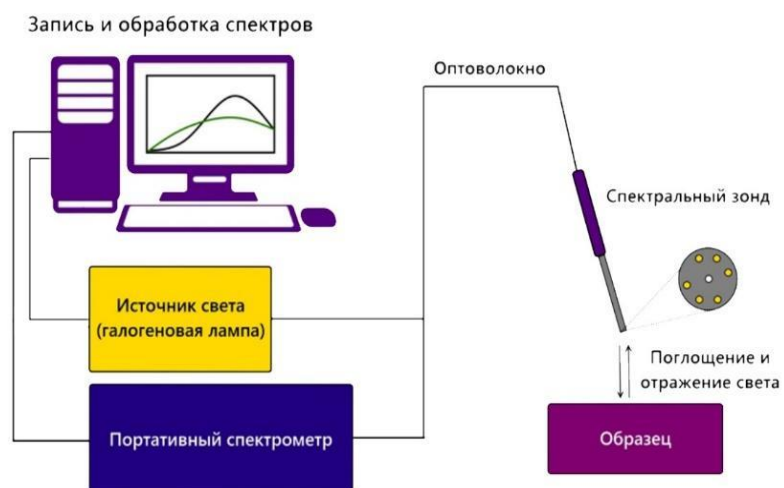 Запись и обработка спектров
Оптоволокно
Спектральный зонд
Источник света
(галогеновая лампа)
Поглощение и
отражение света
Портативный спектрометр
Образец